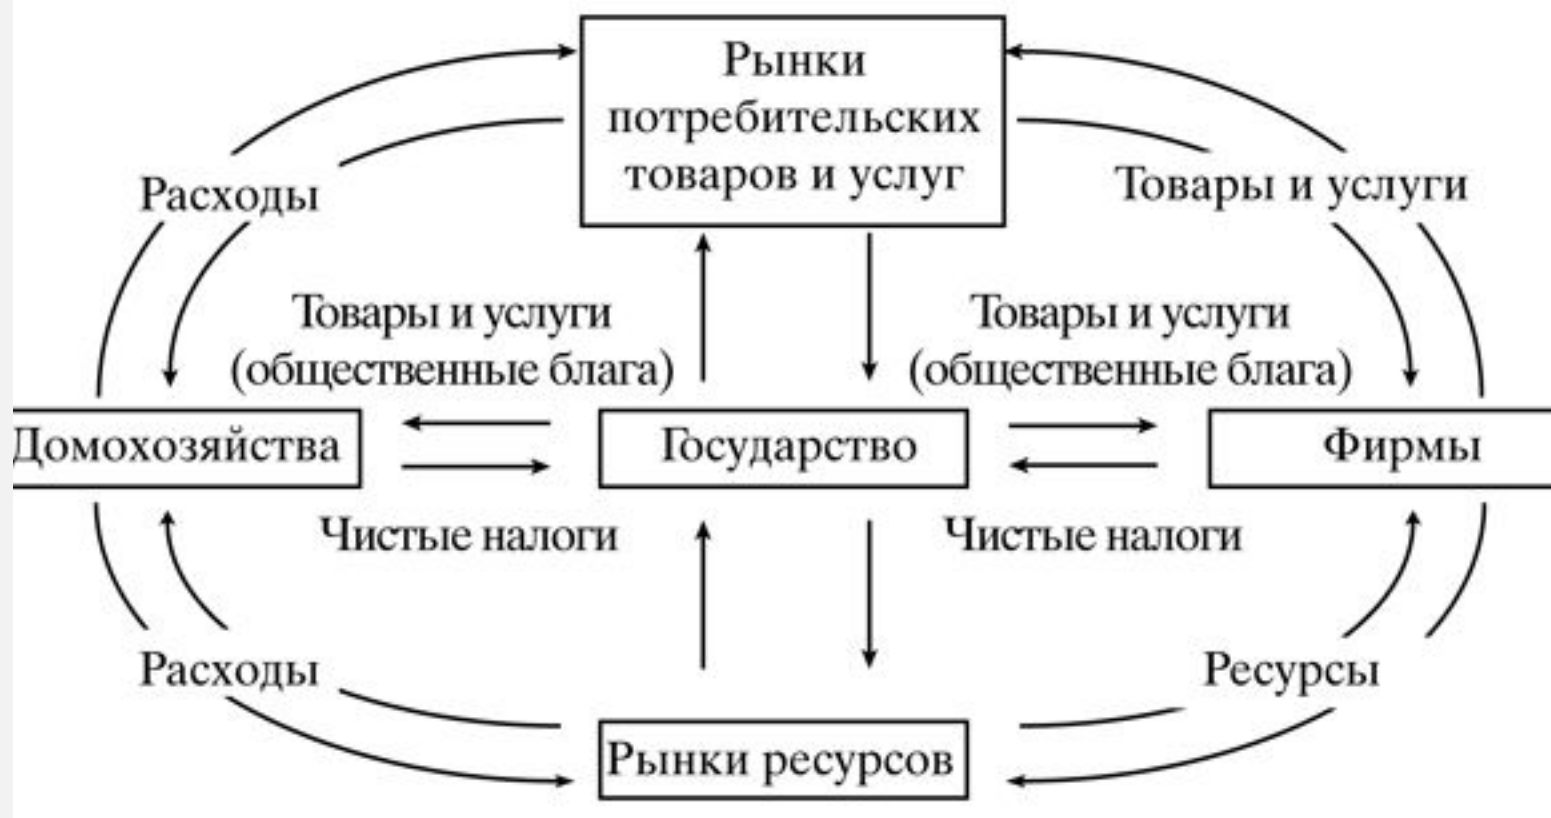 Рынки
потребительских
товаров и услуг
Расходы
Товары и услуги
Товары и услуги
(общественные блага)
Товары и услуги
(общественные блага)
Домохозяйства
Государство
Фирмы
Чистые налоги
Чистые налоги
Расходы
Ресурсы
Рынки ресурсов